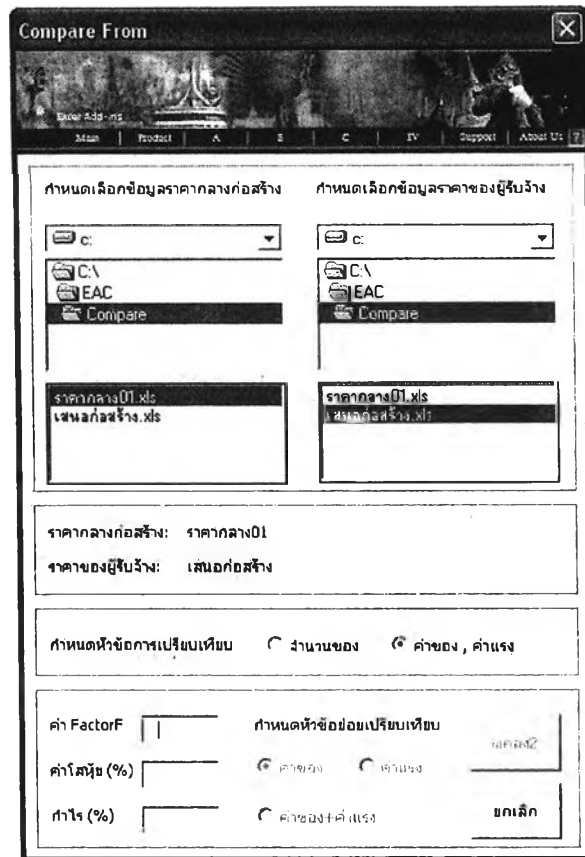 Compare From
Excel Add-ins
Main | Product | A | B | C | IV | Support | About Us | ?
กำหนดเลือกข้อมูลราคากลางก่อสร้าง
กำหนดเลือกข้อมูลราคาของผู้รับจ้าง
c:
c:
C:\
C:\
EAC
EAC
Compare
Compare
ราคากลาง01.xls
ราคากลาง01.xls
เสนอก่อสร้าง.xls
เสนอก่อสร้าง.xls
ราคากลางก่อสร้าง: ราคากลาง01
ราคาของผู้รับจ้าง: เสนอก่อสร้าง
กำหนดหัวข้อการเปรียบเทียบ จำนวนของ ค่าของ , ค่าแรง
ค่า FactorF กำหนดหัวข้อย่อยเปรียบเทียบ
ค่าโสหุ้ย (%) ค่าของ ค่าแรง
กำไร (%) ค่าของ+ค่าแรง ยกเลิก